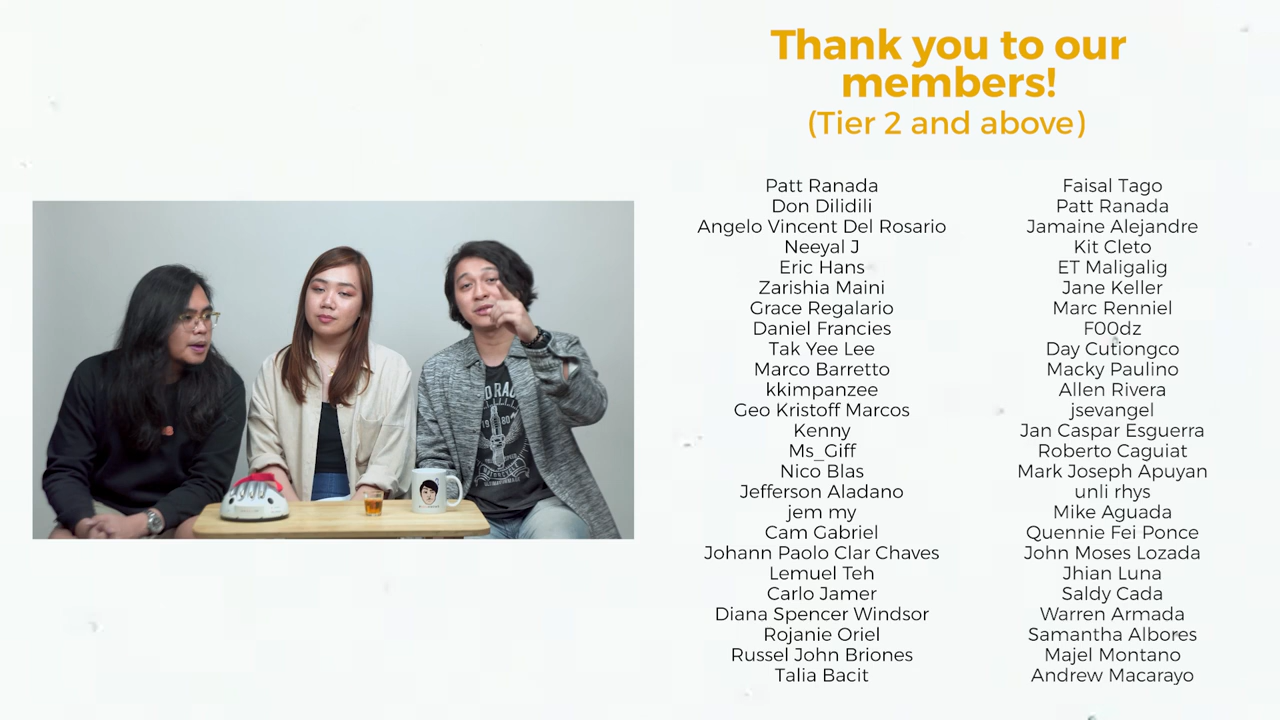 Thank you to our
members!
(Tier 2 and above)
Patt Ranada
Don Dilidili
Angelo Vincent Del Rosario
Neeyal J
Eric Hans
Zarishia Maini
Grace Regalario
Daniel Francies
Tak Yee Lee
Marco Barretto
kkimpanzee
Geo Kristoff Marcos
Kenny
Ms_Giff
Nico Blas
Jefferson Aladano
jem my
Cam Gabriel
Johann Paolo Clar Chaves
Lemuel Teh
Carlo Jamer
Diana Spencer Windsor
Rojanie Oriel
Russel John Briones
Talia Bacit
Faisal Tago
Patt Ranada
Jamaine Alejandre
Kit Cleto
ET Maligalig
Jane Keller
Marc Renniel
F00dz
Day Cutiongco
Macky Paulino
Allen Rivera
jsevangel
Jan Caspar Esguerra
Roberto Caguiat
Mark Joseph Apuyan
unli rhys
Mike Aguada
Quennie Fei Ponce
John Moses Lozada
Jhian Luna
Saldy Cada
Warren Armada
Samantha Albores
Majel Montano
Andrew Macarayo